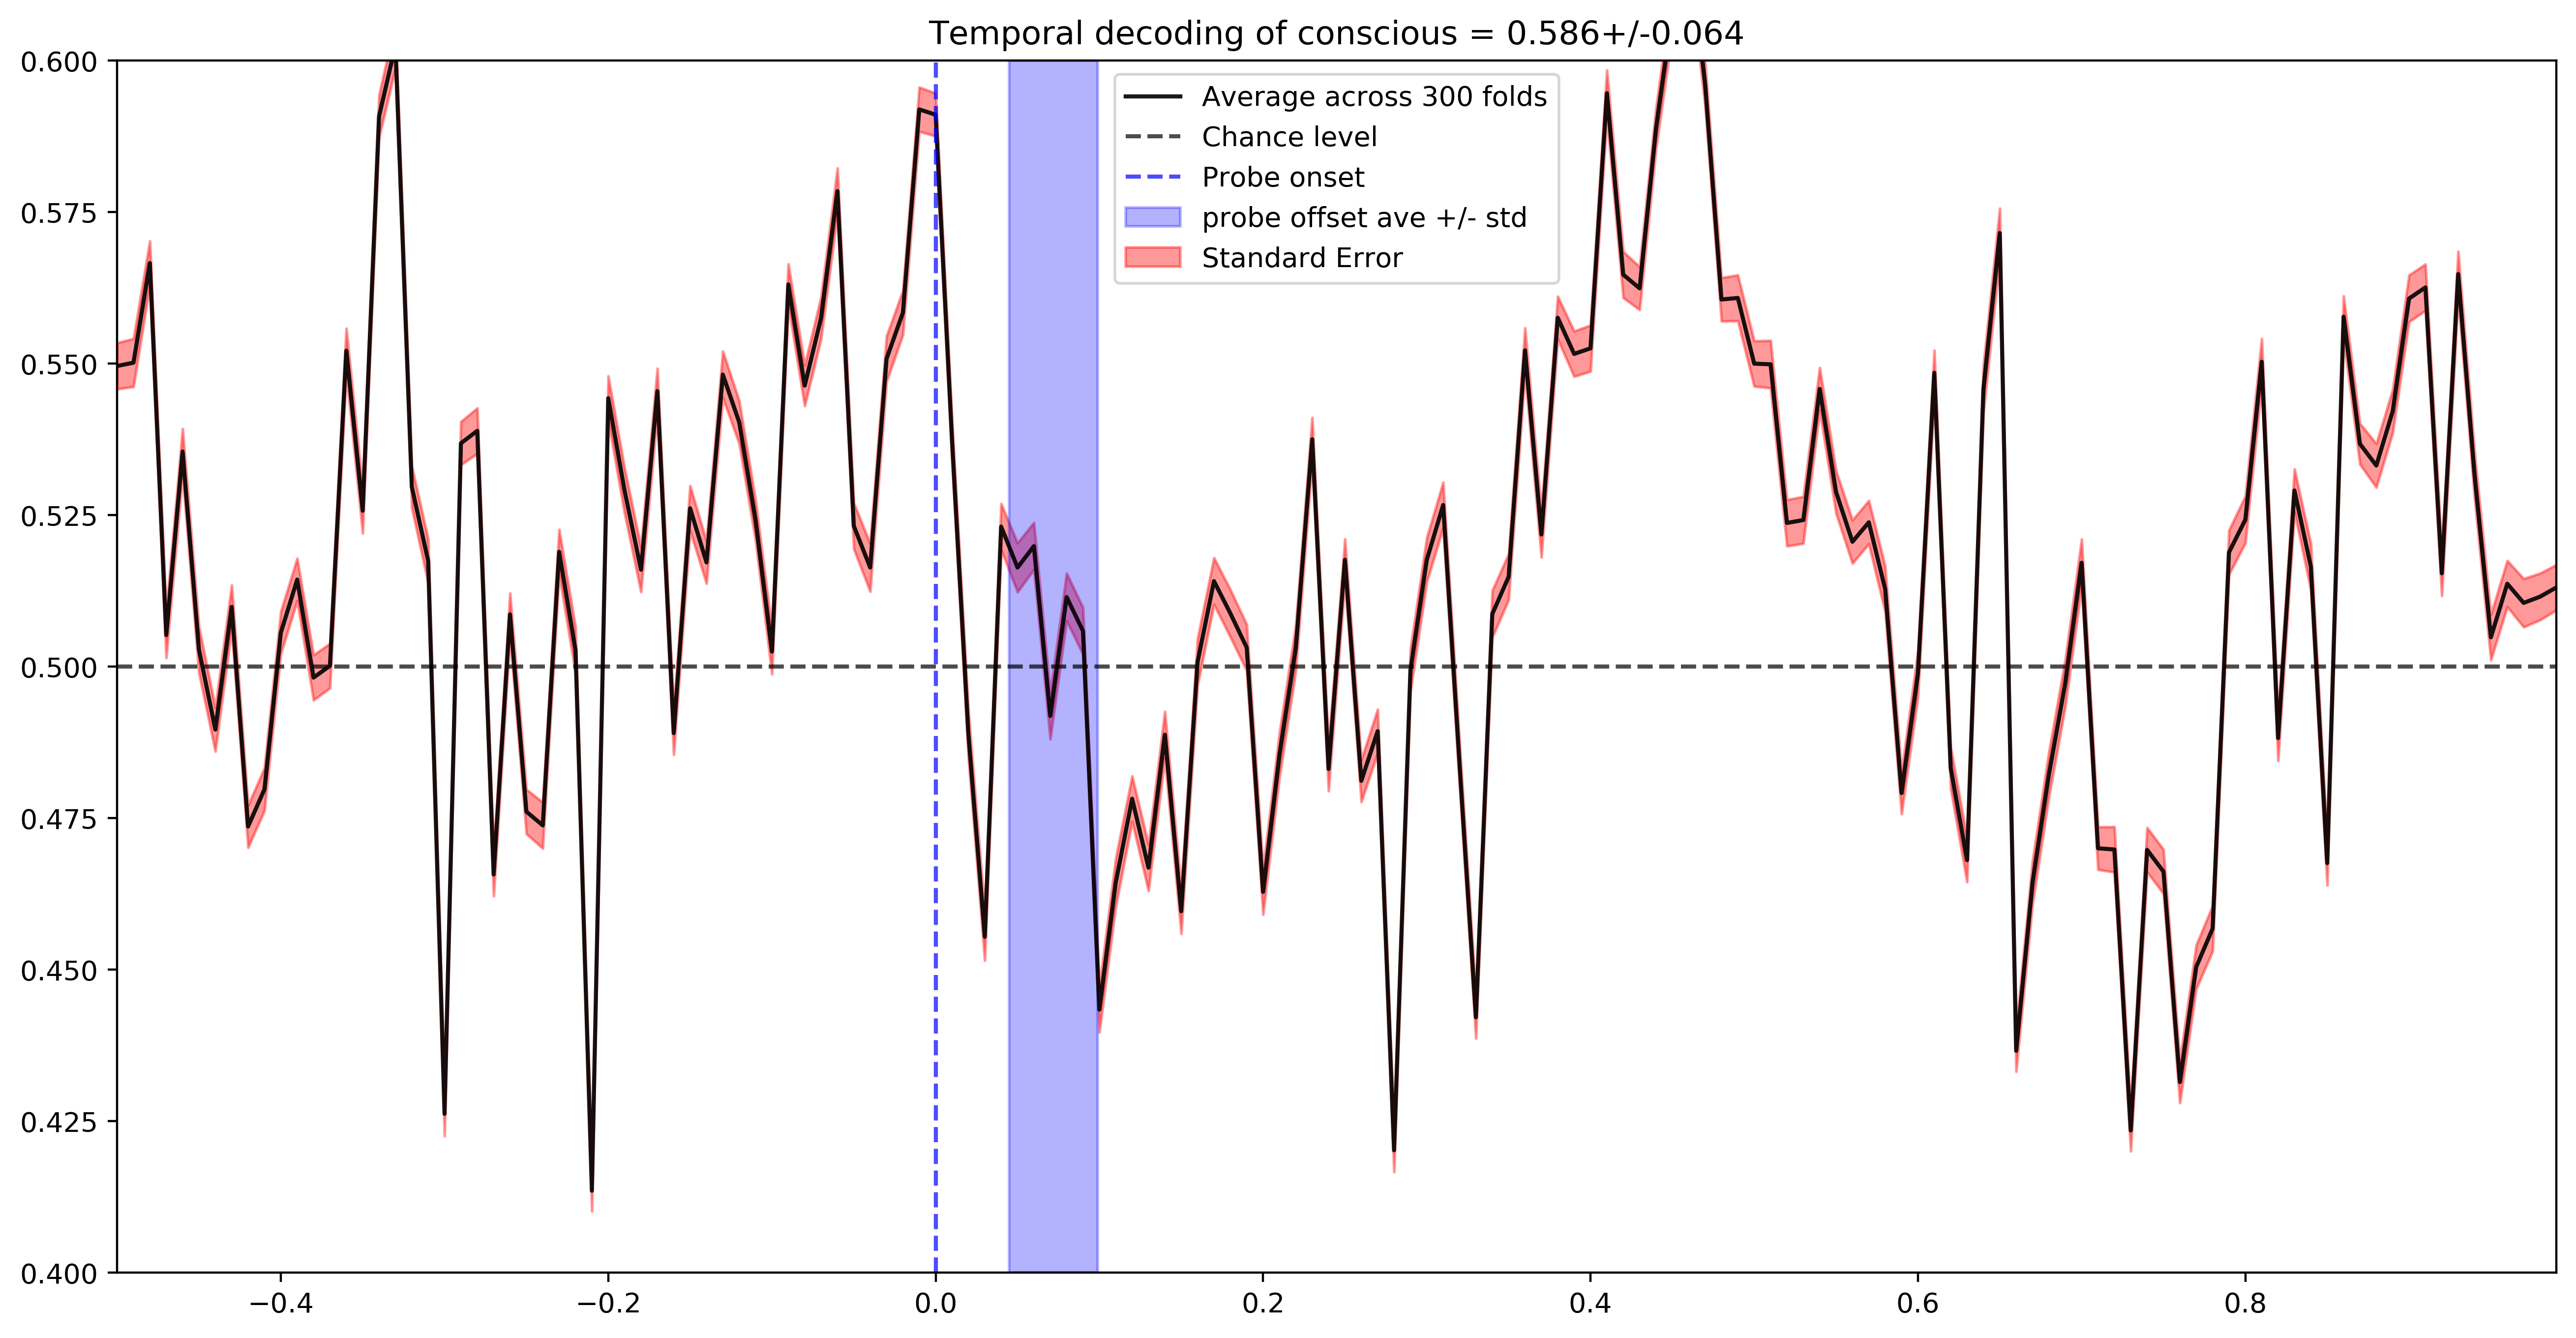 Temporal decoding of conscious = 0.586+/-0.064
0.600
0.575
0.550
0.525
0.500
0.475
0.450
0.425
0.400
Average across 300 folds
Chance level
Probe onset
probe offset ave +/- std
Standard Error
−0.4
−0.2
0.0
0.2
0.4
0.6
0.8